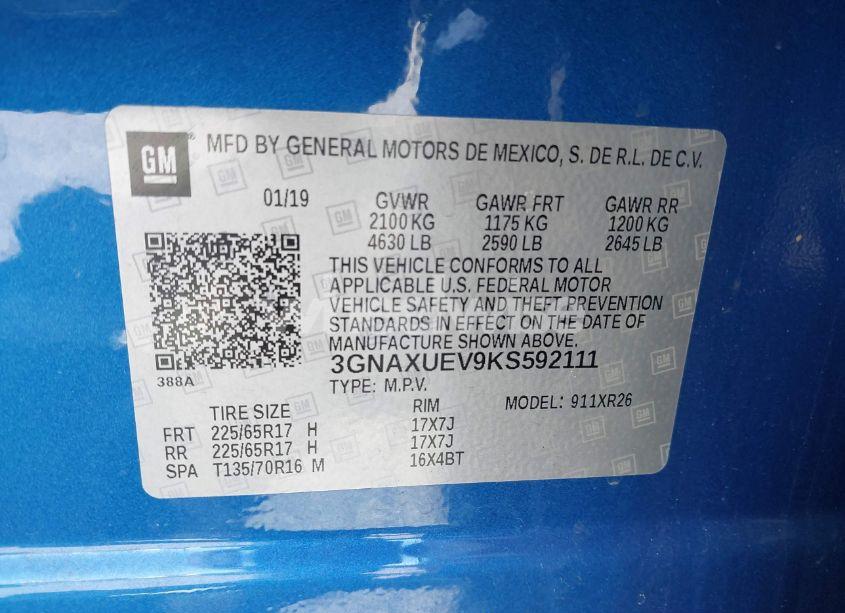 GM
MFD BY GENERAL MOTORS DE MEXICO, S. DE R.L. DE C.V.
01/19 GVWR GAWR FRT GAWR RR
2100 KG 1175 KG 1200 KG
4630 LB 2590 LB 2645 LB
THIS VEHICLE CONFORMS TO ALL
APPLICABLE U.S. FEDERAL MOTOR
VEHICLE SAFETY AND THEFT PREVENTION
STANDARDS IN EFFECT ON THE DATE OF
MANUFACTURE SHOWN ABOVE.
3GNAXUEV9KS592111
388A TYPE: M.P.V.
TIRE SIZE RIM MODEL: 911XR26
FRT 225/65R17 H 17X7J
RR 225/65R17 H 17X7J
SPA T135/70R16 M 16X4BT